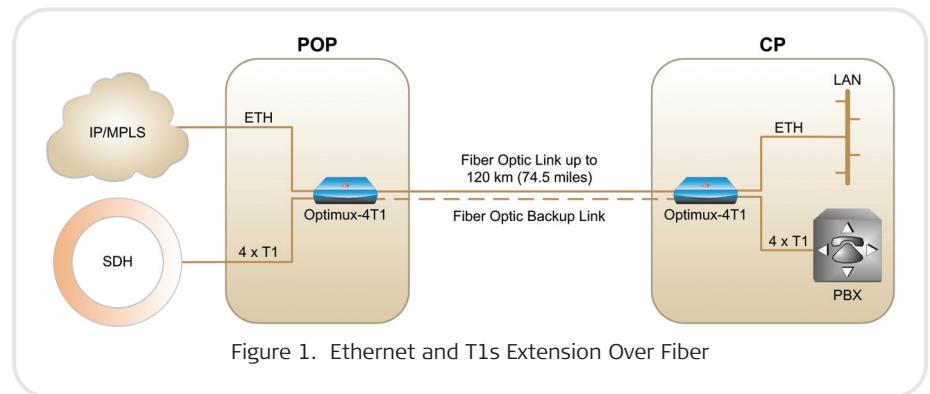 POP
CP
IP/MPLS
ETH
SDH
4 x T1
Optimux-4T1
Fiber Optic Link up to
120 km (74.5 miles)
Fiber Optic Backup Link
Optimux-4T1
ETH
LAN
4 x T1
PBX
Figure 1. Ethernet and T1s Extension Over Fiber